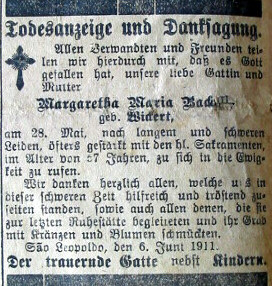 Todesanzeige und Danksagung.
Allen Verwandten und Freunden tei-
len wir hierdurch mit, daß es Gott
gefallen hat, unsere liebe Gattin und
Mutter
Margaretha Maria
geb. Wickert,
am 28. Mai, nach langem und schweren
Leiden, öfters gestärkt mit den hl. Sakramenten,
im Alter von 57 Jahren, zu sich in die Ewig-
keit zu rufen.
Wir danken herzlich allen, welche uns in
dieser schweren Zeit hilfreich und tröstend zu-
seiten standen, sowie auch allen denen, die sie
zur letzten Ruhestätte begleiteten und ihr Grab
mit Kränzen und Blumen schmückten.
São Leopoldo, den 6. Juni 1911.
Der trauernde Gatte nebst Kindern.